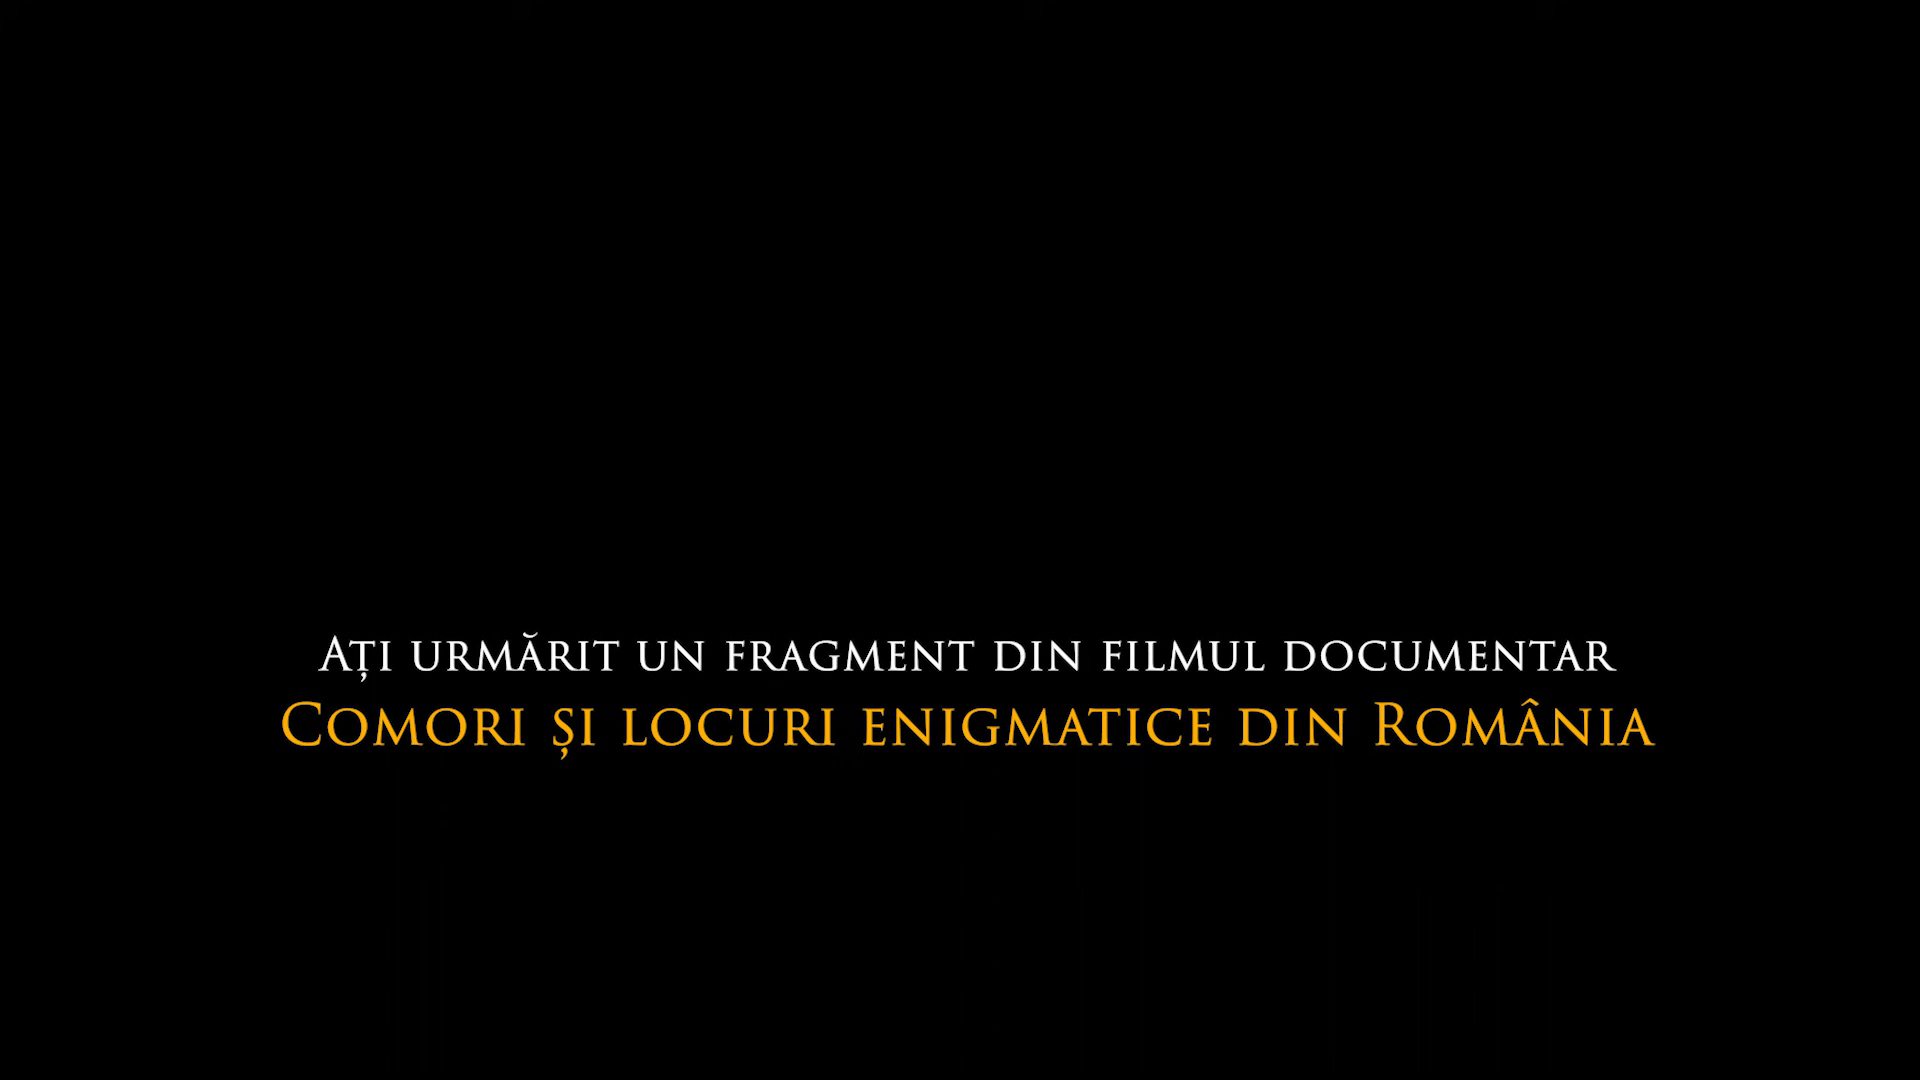 Ați urmărit un fragment din filmul documentar
Comori și locuri enigmatice din România